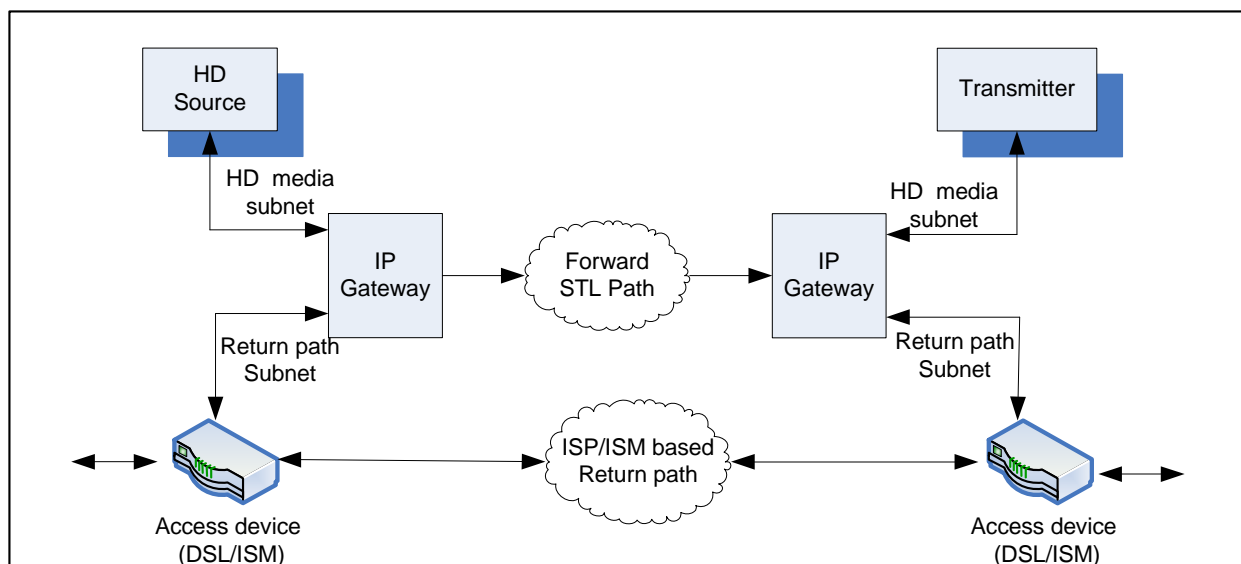 HD
Source
Transmitter
HD  media
subnet
HD  media
subnet
IP
Gateway
Forward
STL Path
IP
Gateway
Return path
Subnet
Return path
Subnet
ISP/ISM based
Return path
Access device
(DSL/ISM)
Access device
(DSL/ISM)